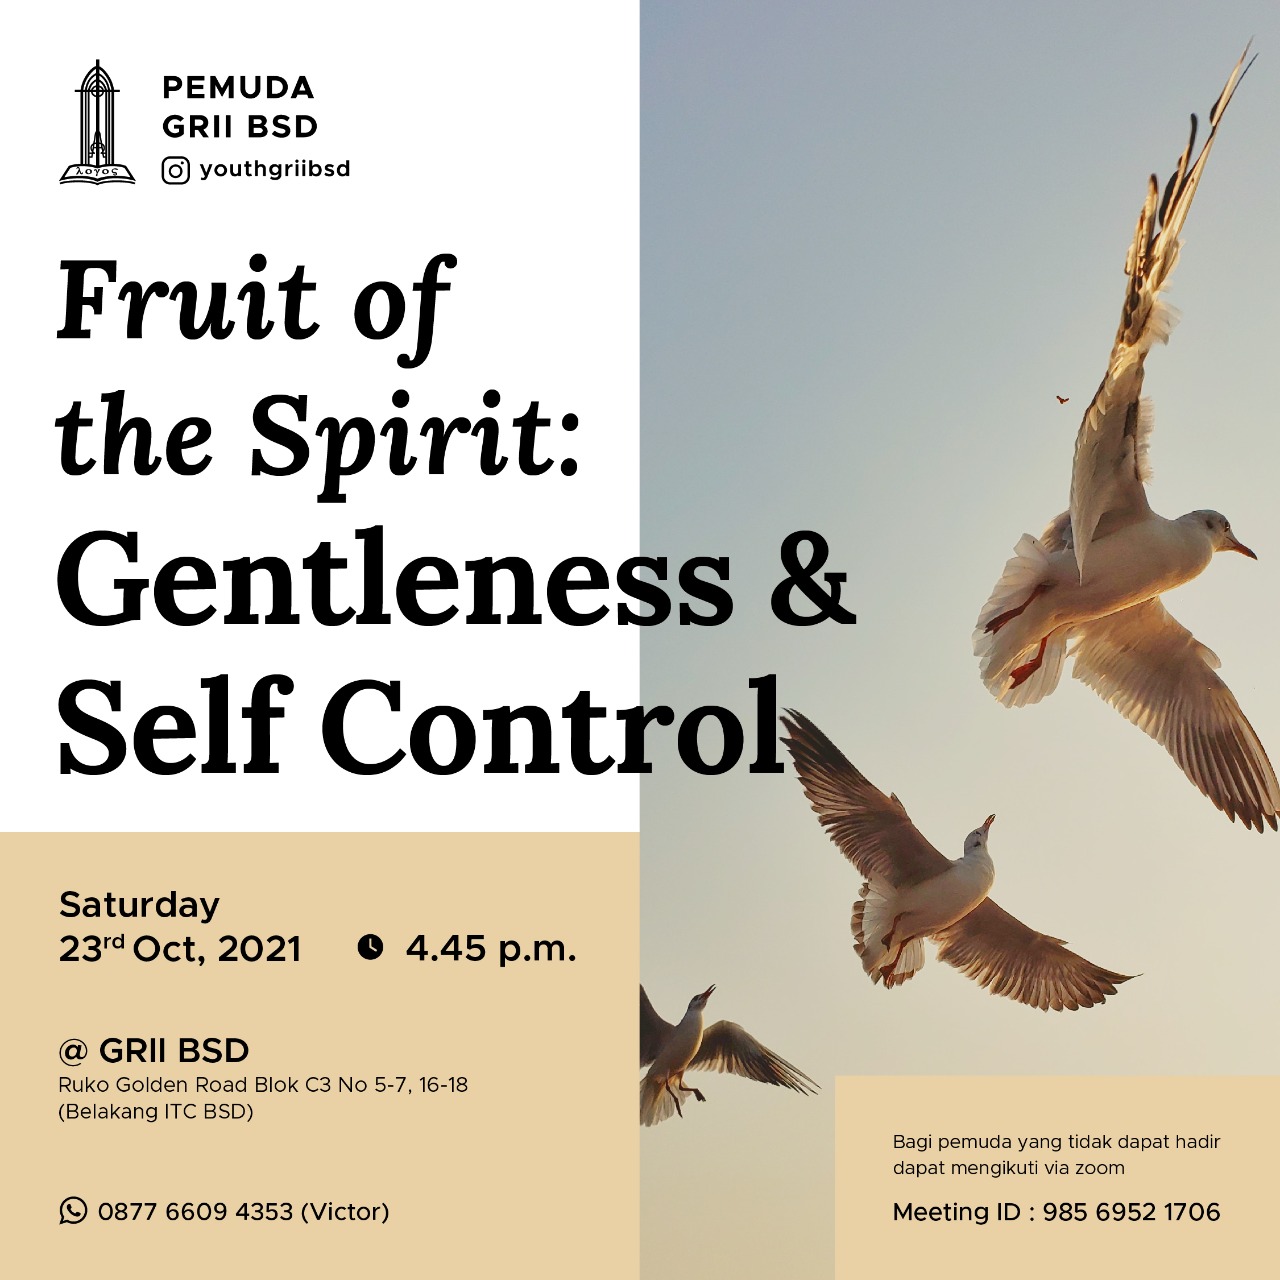 PEMUDA
GRII BSD
youthgriibsd
λογος
Fruit of
the Spirit:
Gentleness &
Self Control
Saturday
23rd Oct, 2021 4.45 p.m.
@ GRII BSD
Ruko Golden Road Blok C3 No 5-7, 16-18
(Belakang ITC BSD)
0877 6609 4353 (Victor)
Bagi pemuda yang tidak dapat hadir
dapat mengikuti via zoom
Meeting ID : 985 6952 1706